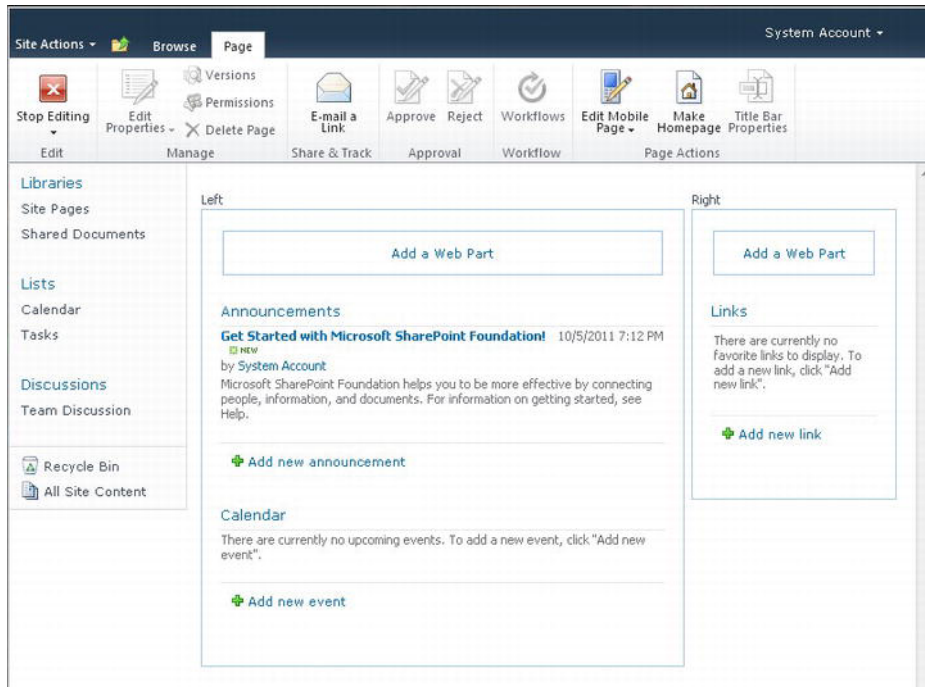 System Account
Site Actions
Browse
Page
Stop Editing
Edit Properties
Versions
Permissions
Delete Page
E-mail a Link
Approve
Reject
Workflows
Edit Mobile Page
Make Homepage
Title Bar Properties
Edit
Manage
Share & Track
Approval
Workflow
Page Actions
Libraries
Site Pages
Shared Documents
Lists
Calendar
Tasks
Discussions
Team Discussion
Recycle Bin
All Site Content
Left
Add a Web Part
Announcements
Get Started with Microsoft SharePoint Foundation! 10/5/2011 7:12 PM
NEW
by System Account
Microsoft SharePoint Foundation helps you to be more effective by connecting
people, information, and documents. For information on getting started, see
Help.
Add new announcement
Calendar
There are currently no upcoming events. To add a new event, click "Add new
event".
Add new event
Right
Add a Web Part
Links
There are currently no
favorite links to display. To
add a new link, click "Add
new link".
Add new link